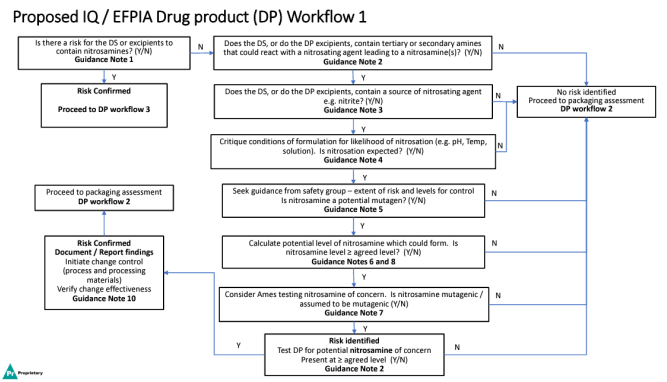 Proposed IQ / EFPIA Drug product (DP) Workflow 1
Is there a risk for the DS or excipients to
contain nitrosamines? (Y/N)
Guidance Note 1
N
Does the DS, or do the DP excipients, contain tertiary or secondary amines
that could react with a nitrosating agent leading to a nitrosamine(s)? (Y/N)
Guidance Note 2
N
Y
Y
Risk Confirmed
Proceed to DP workflow 3
Does the DS, or do the DP excipients, contain a source of nitrosating agent
e.g. nitrite? (Y/N)
Guidance Note 3
N
No risk identified
Proceed to packaging assessment
DP workflow 2
Y
Critique conditions of formulation for likelihood of nitrosation (e.g. pH, Temp,
solution). Is nitrosation expected? (Y/N)
Guidance Note 4
N
Y
Proceed to packaging assessment
DP workflow 2
Seek guidance from safety group – extent of risk and levels for control
Is nitrosamine a potential mutagen? (Y/N)
Guidance Note 5
N
Y
Risk Confirmed
Document / Report findings
Initiate change control
(process and processing
materials)
Verify change effectiveness
Guidance Note 10
Calculate potential level of nitrosamine which could form. Is
nitrosamine level ≥ agreed level? (Y/N)
Guidance Notes 6 and 8
N
Y
Consider Ames testing nitrosamine of concern. Is nitrosamine mutagenic /
assumed to be mutagenic (Y/N)
Guidance Note 7
N
Y
Y
Risk identified
Test DP for potential nitrosamine of concern
Present at ≥ agreed level (Y/N)
Guidance Note 2
N
Pr Proprietary